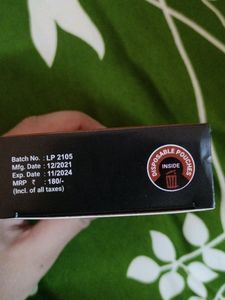 Batch No. : LP 2105
Mfg. Date : 12/2021
Exp. Date : 11/2024
MRP ₹ : 180/-
(Incl. of all taxes)
DISPOSABLE POUCHES
INSIDE